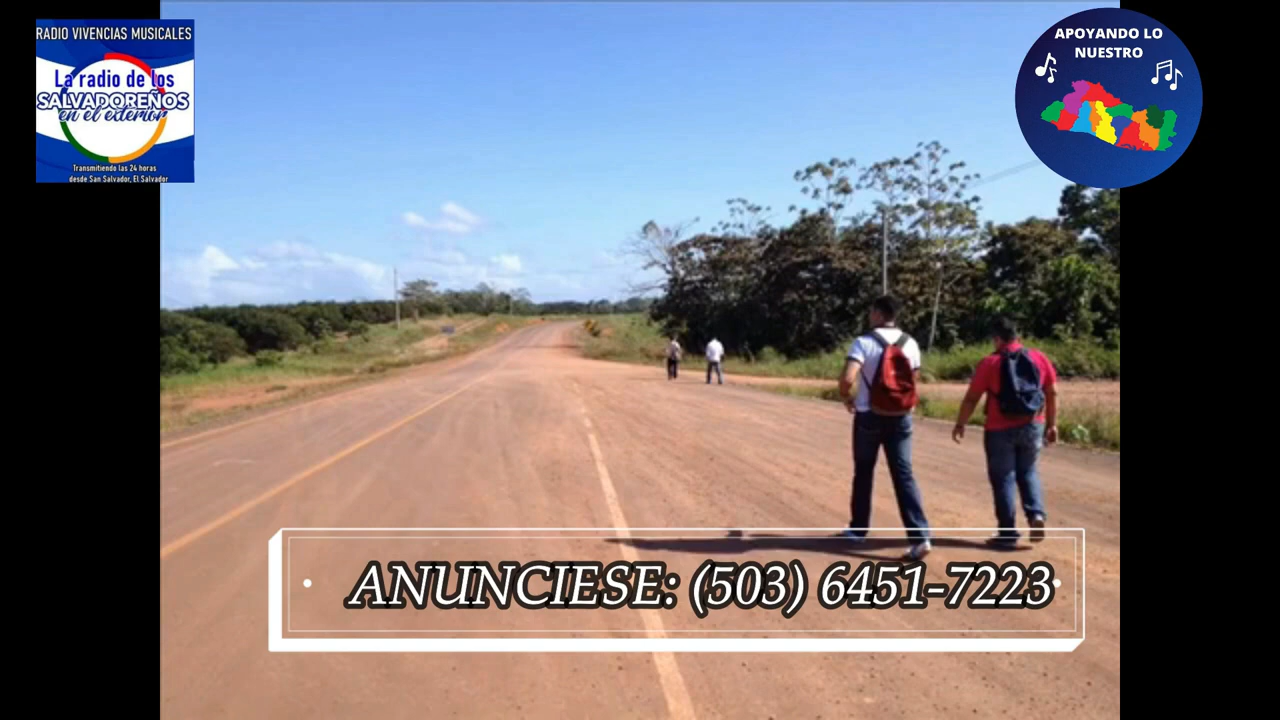 RADIO VIVENCIAS MUSICALES
La radio de los
SALVADOREÑOS
en el exterior
Transmitiendo las 24 horas
desde San Salvador, El Salvador
APOYANDO LO
NUESTRO
ANUNCIESE: (503) 6451-7223